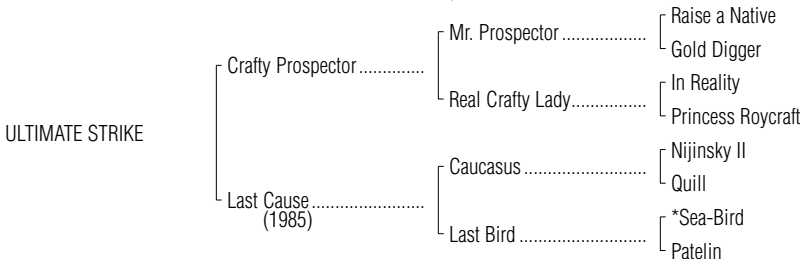 Raise a Native
Mr. Prospector ...................
Gold Digger
Crafty Prospector ..............
In Reality
Real Crafty Lady ................
Princess Roycraft
ULTIMATE STRIKE
Nijinsky II
Caucasus ..........................
Quill
Last Cause ........................
(1985)
*Sea-Bird
Last Bird ...........................
Patelin